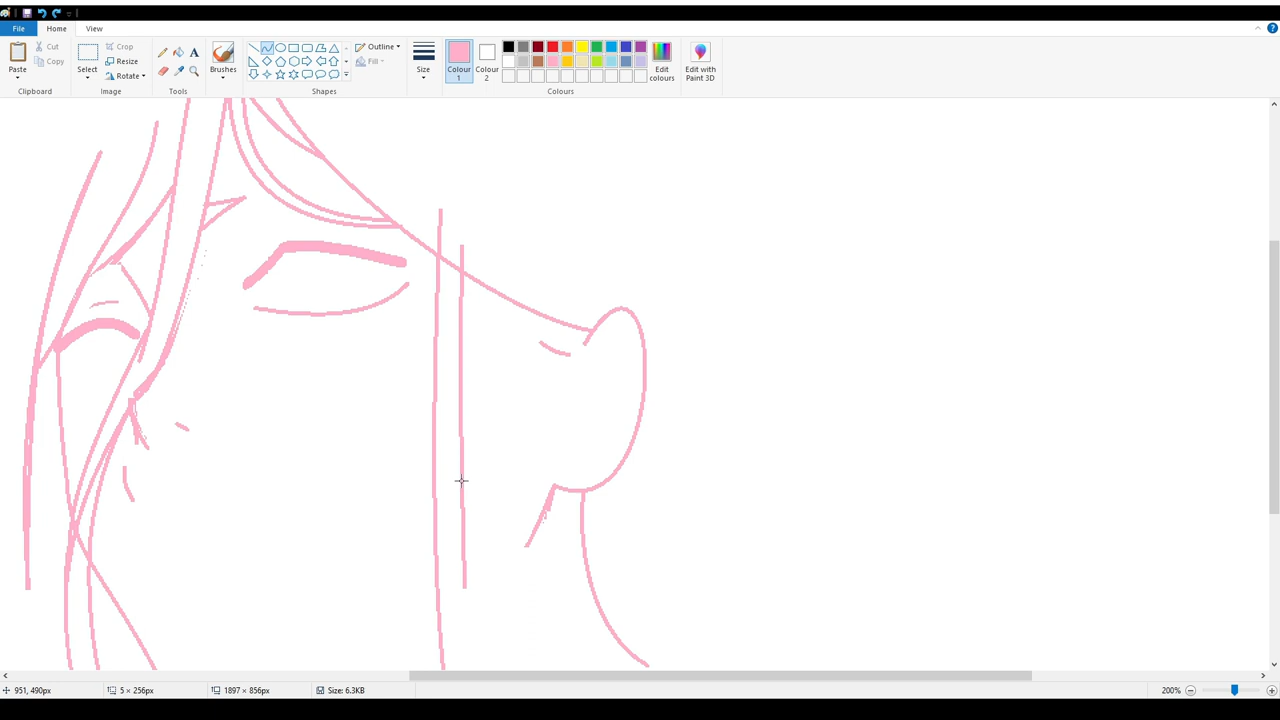 File Home View
Paste
Cut
Copy
Clipboard
Select
Crop
Resize
Rotate
Image
A
Tools
Brushes
Outline
Fill
Shapes
Size
Colour
1
Colour
2
Edit
colours
Colours
Edit with
Paint 3D
951, 490px
5 × 256px
1897 × 856px
Size: 6.3KB
200%